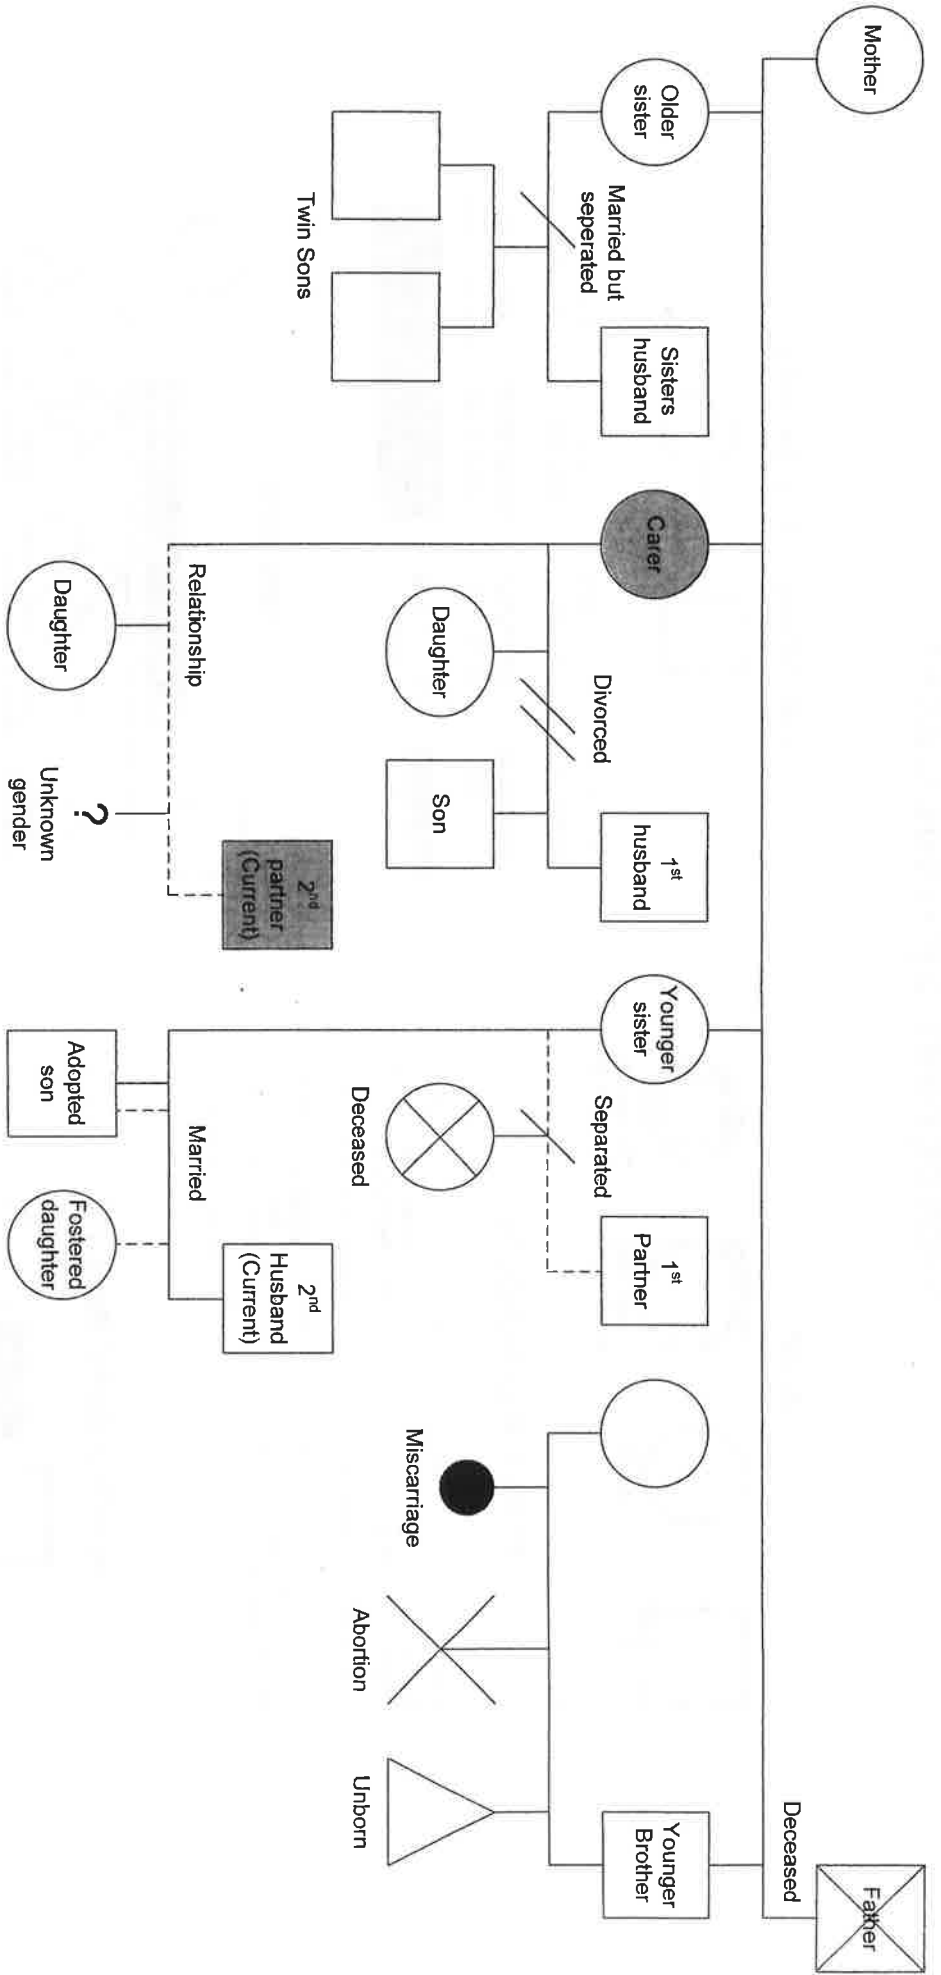 Mother
Deceased
Father
Older
sister
Married but
seperated
Sisters
husband
Twin Sons
Carer
Divorced
1st
husband
Daughter
Son
Relationship
2nd
partner
(Current)
Daughter
?
Unknown
gender
Younger
sister
Separated
1st
Partner
Deceased
Married
2nd
Husband
(Current)
Adopted
son
Fostered
daughter
Younger
Brother
Miscarriage
Abortion
Unborn